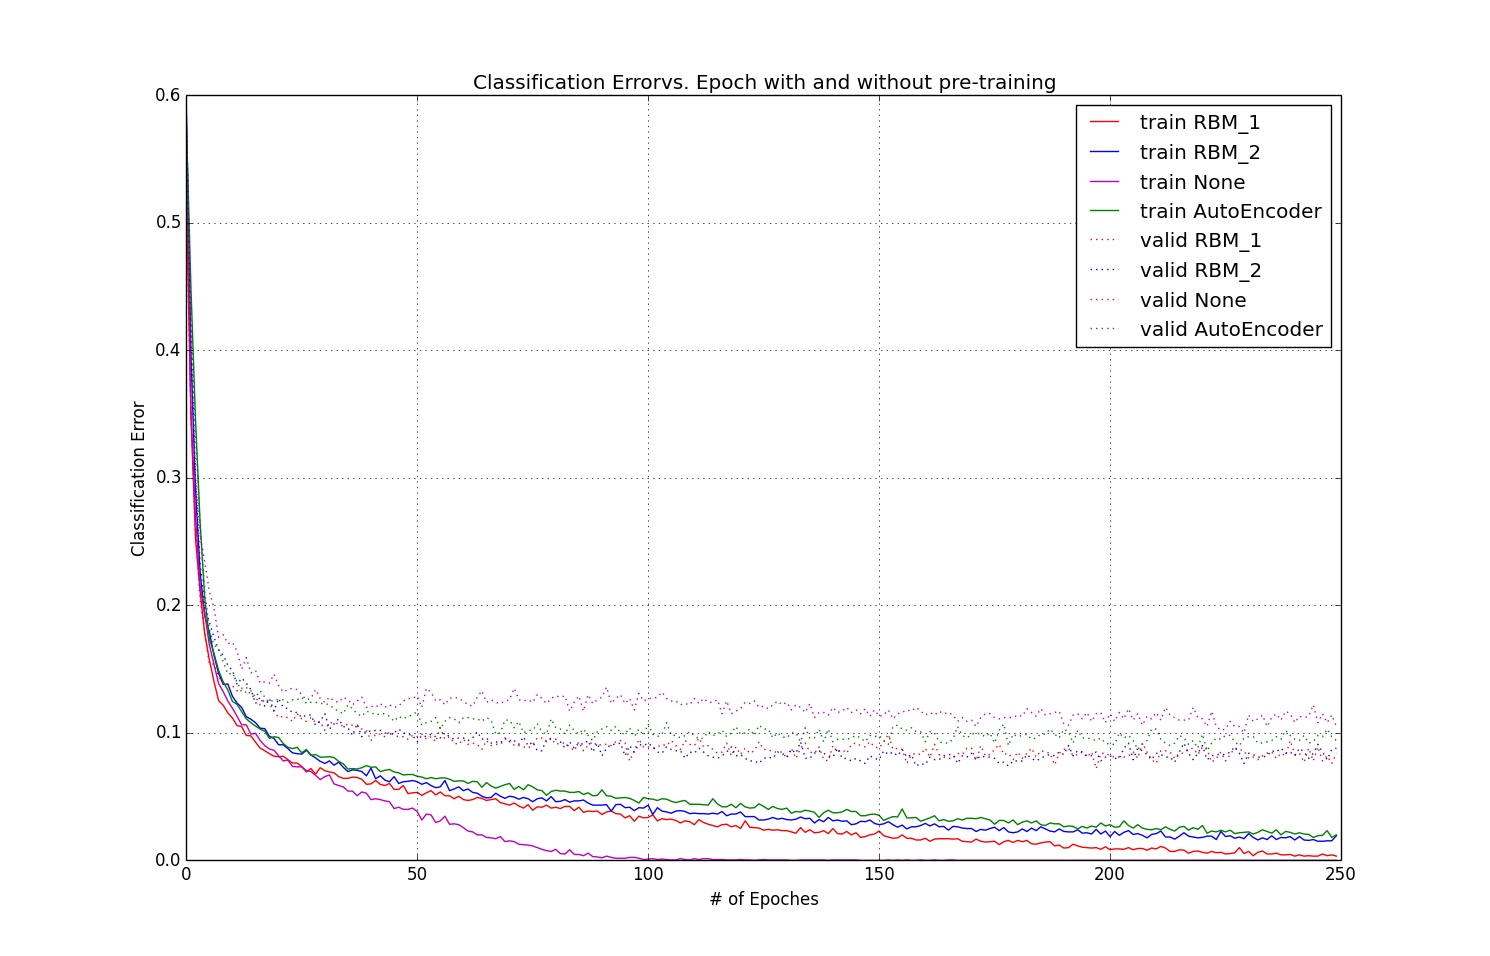 Classification Errorvs. Epoch with and without pre-training
0.6
0.5
0.4
0.3
0.2
0.1
0.0
Classification Error
train RBM_1
train RBM_2
train None
train AutoEncoder
valid RBM_1
valid RBM_2
valid None
valid AutoEncoder
0 50 100 150 200 250
# of Epoches